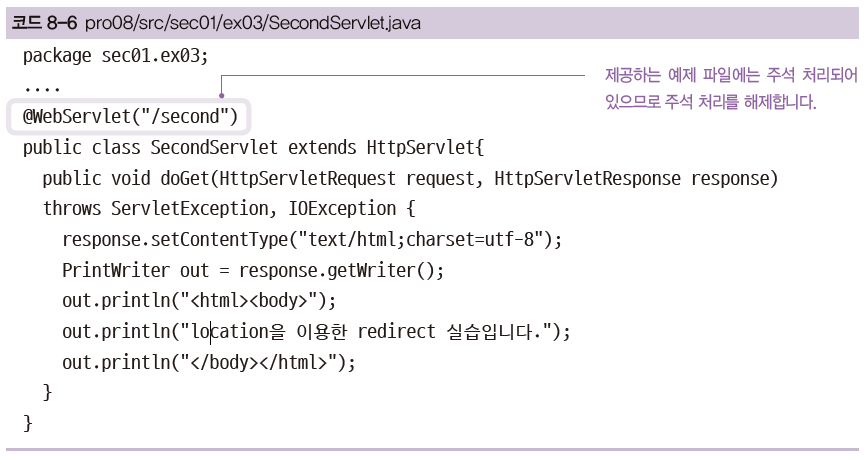 코드 8-6 pro08/src/sec01/ex03/SecondServlet.java
package sec01.ex03;
....
제공하는 예제 파일에는 주석 처리되어
있으므로 주석 처리를 해제합니다.
@WebServlet("/second")
public class SecondServlet extends HttpServlet{
public void doGet(HttpServletRequest request, HttpServletResponse response)
throws ServletException, IOException {
response.setContentType("text/html;charset=utf-8");
PrintWriter out = response.getWriter();
out.println("<html><body>");
out.println("location을 이용한 redirect 실습입니다.");
out.println("</body></html>");
}
}